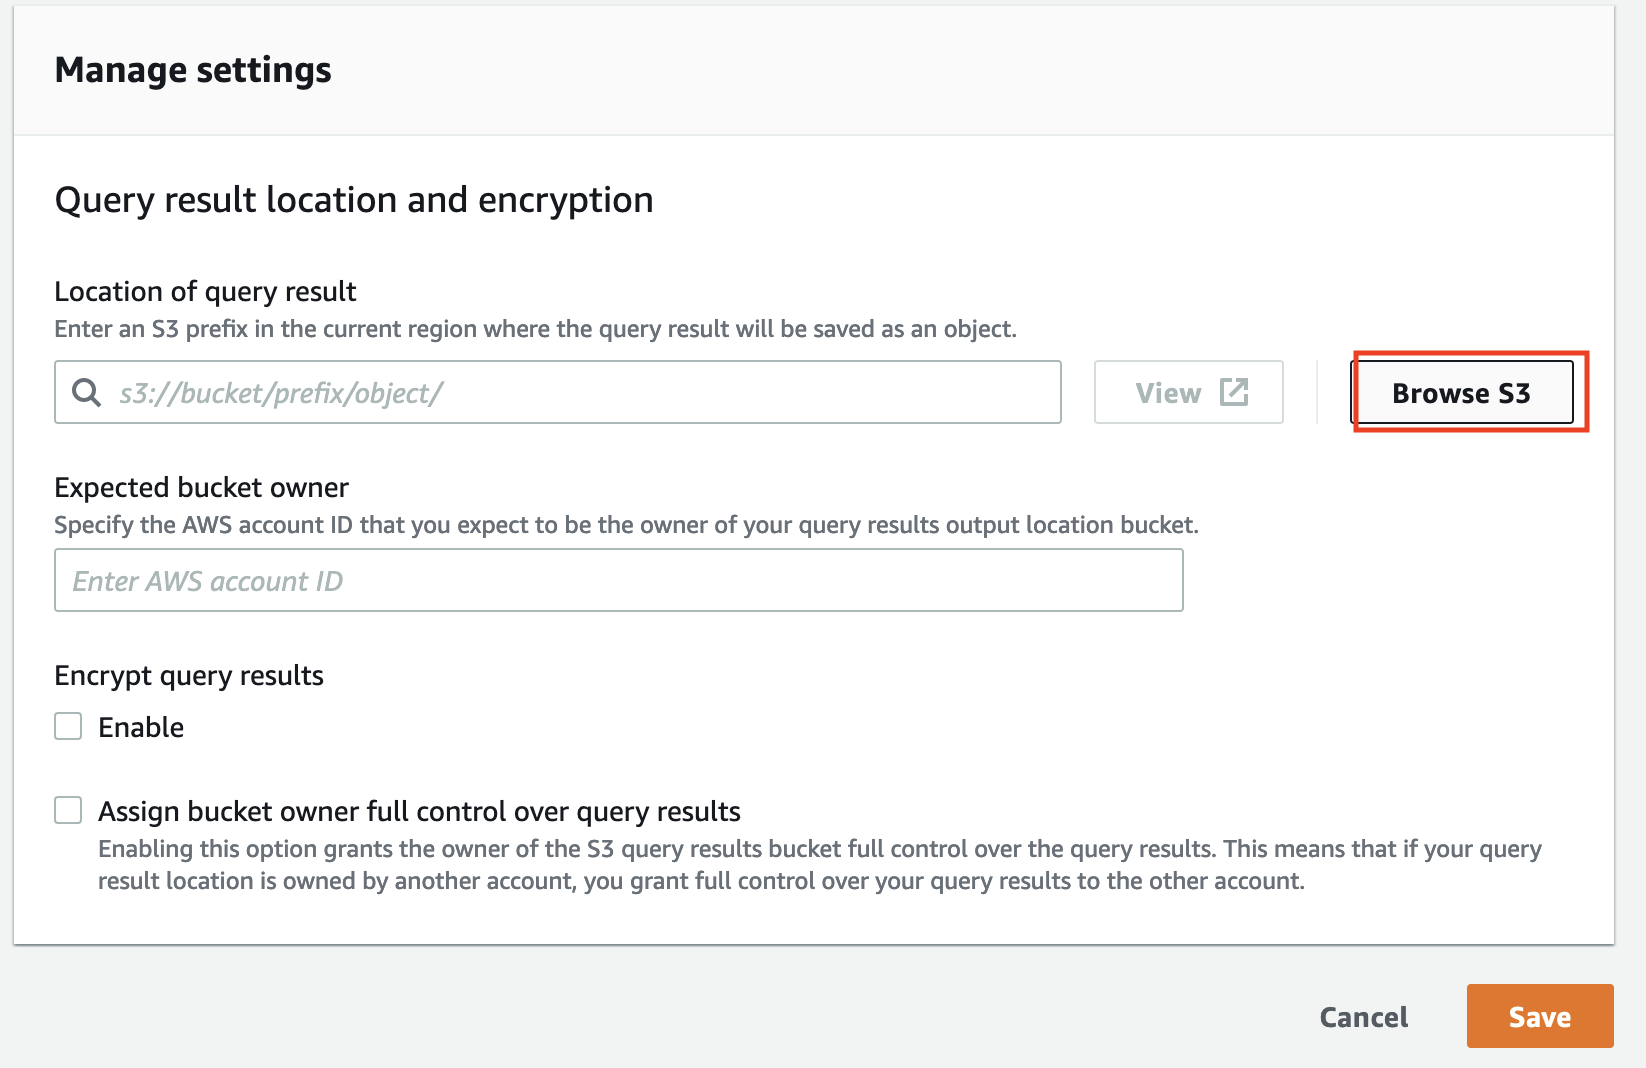 Manage settings
Query result location and encryption
Location of query result
Enter an S3 prefix in the current region where the query result will be saved as an object.
s3://bucket/prefix/object/
View
Browse S3
Expected bucket owner
Specify the AWS account ID that you expect to be the owner of your query results output location bucket.
Enter AWS account ID
Encrypt query results
Enable
Assign bucket owner full control over query results
Enabling this option grants the owner of the S3 query results bucket full control over the query results. This means that if your query
result location is owned by another account, you grant full control over your query results to the other account.
Cancel
Save